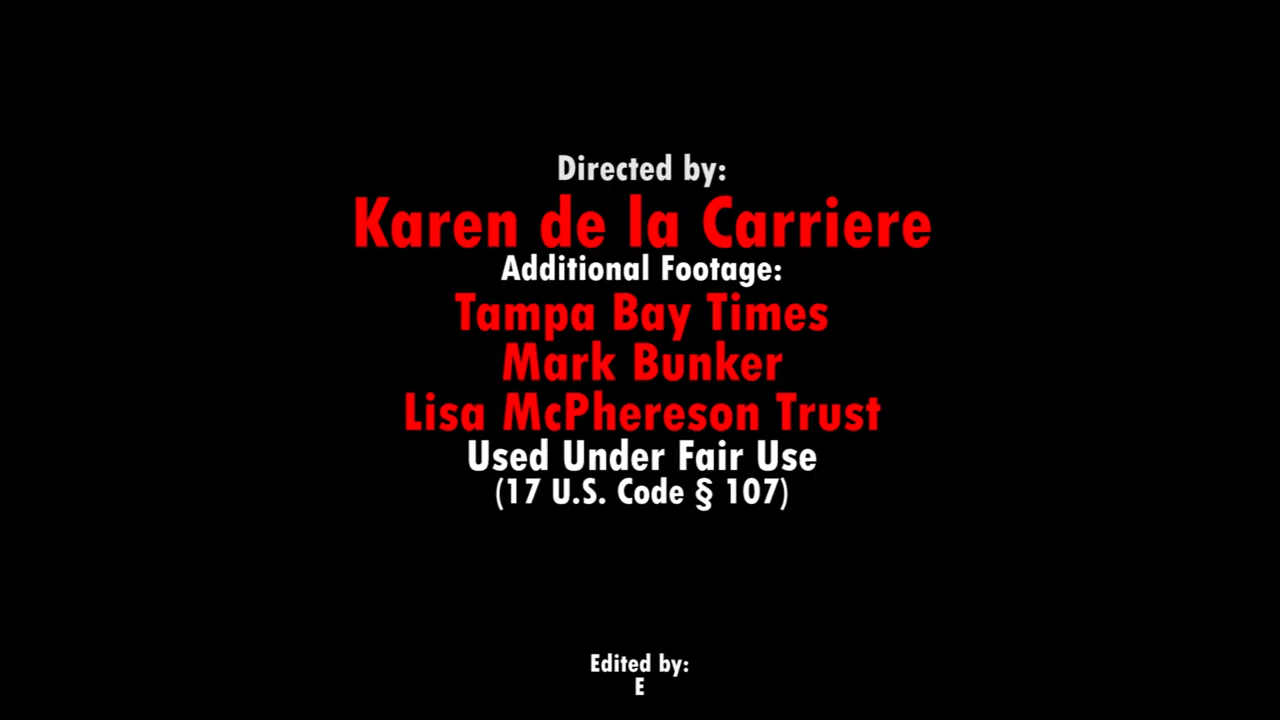 Directed by:
Karen de la Carriere
Additional Footage:
Tampa Bay Times
Mark Bunker
Lisa McPhereson Trust
Used Under Fair Use
(17 U.S. Code § 107)
Edited by:
E